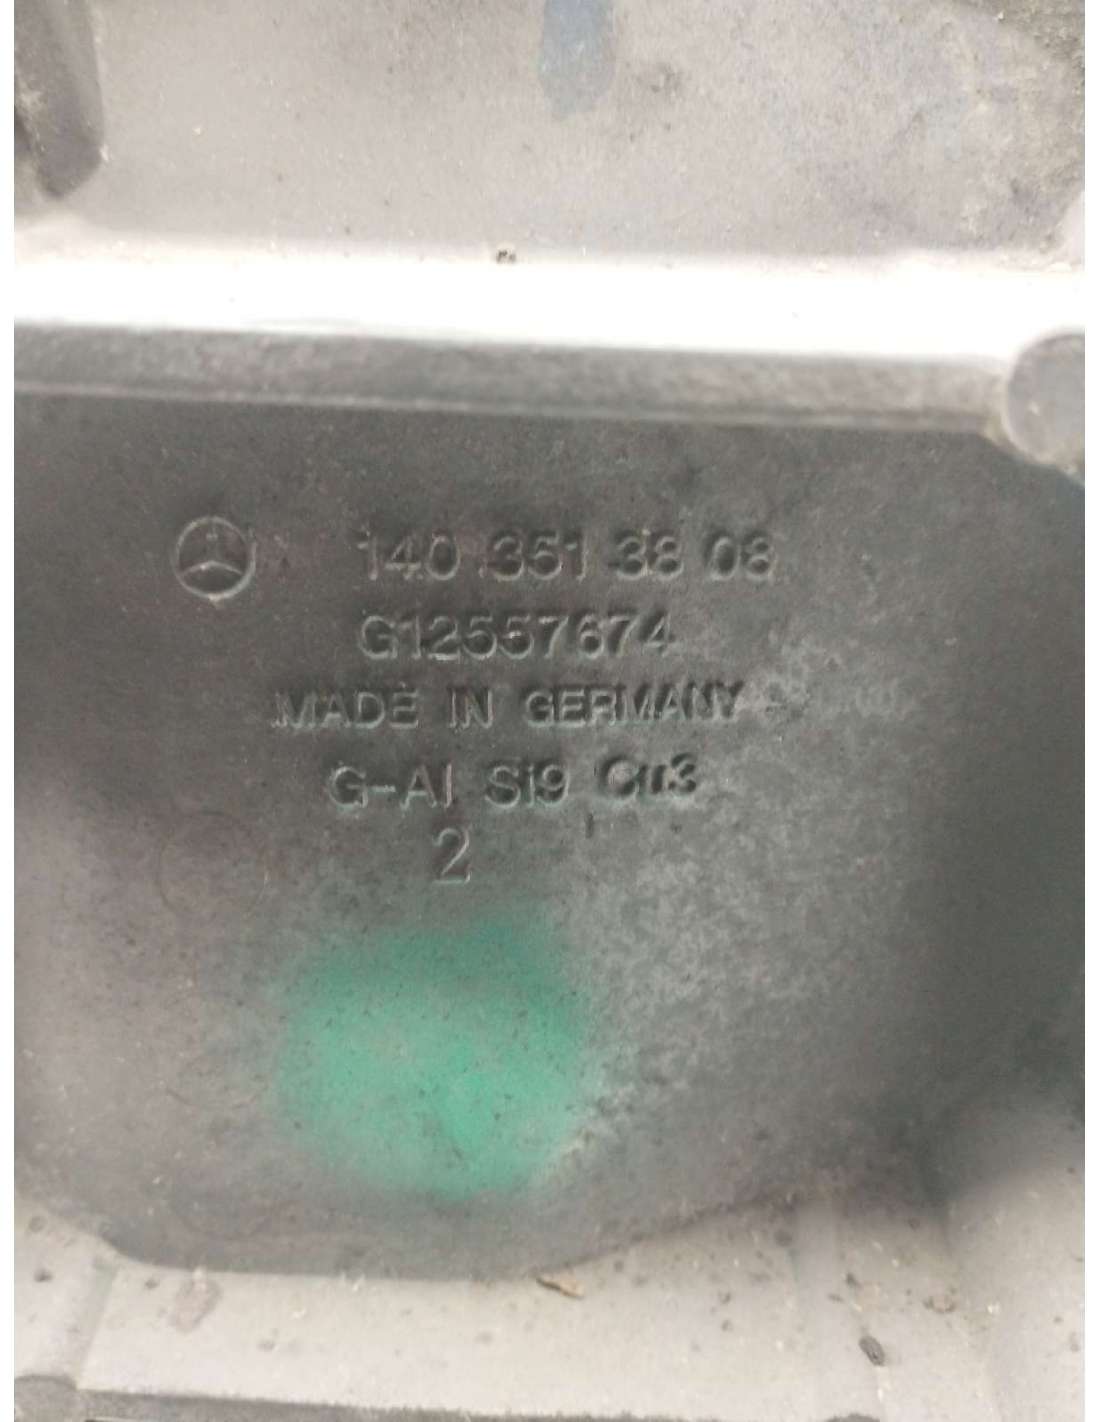 140 351 38 08
G12557674
MADE IN GERMANY
G-Al Si9 Cu3
2